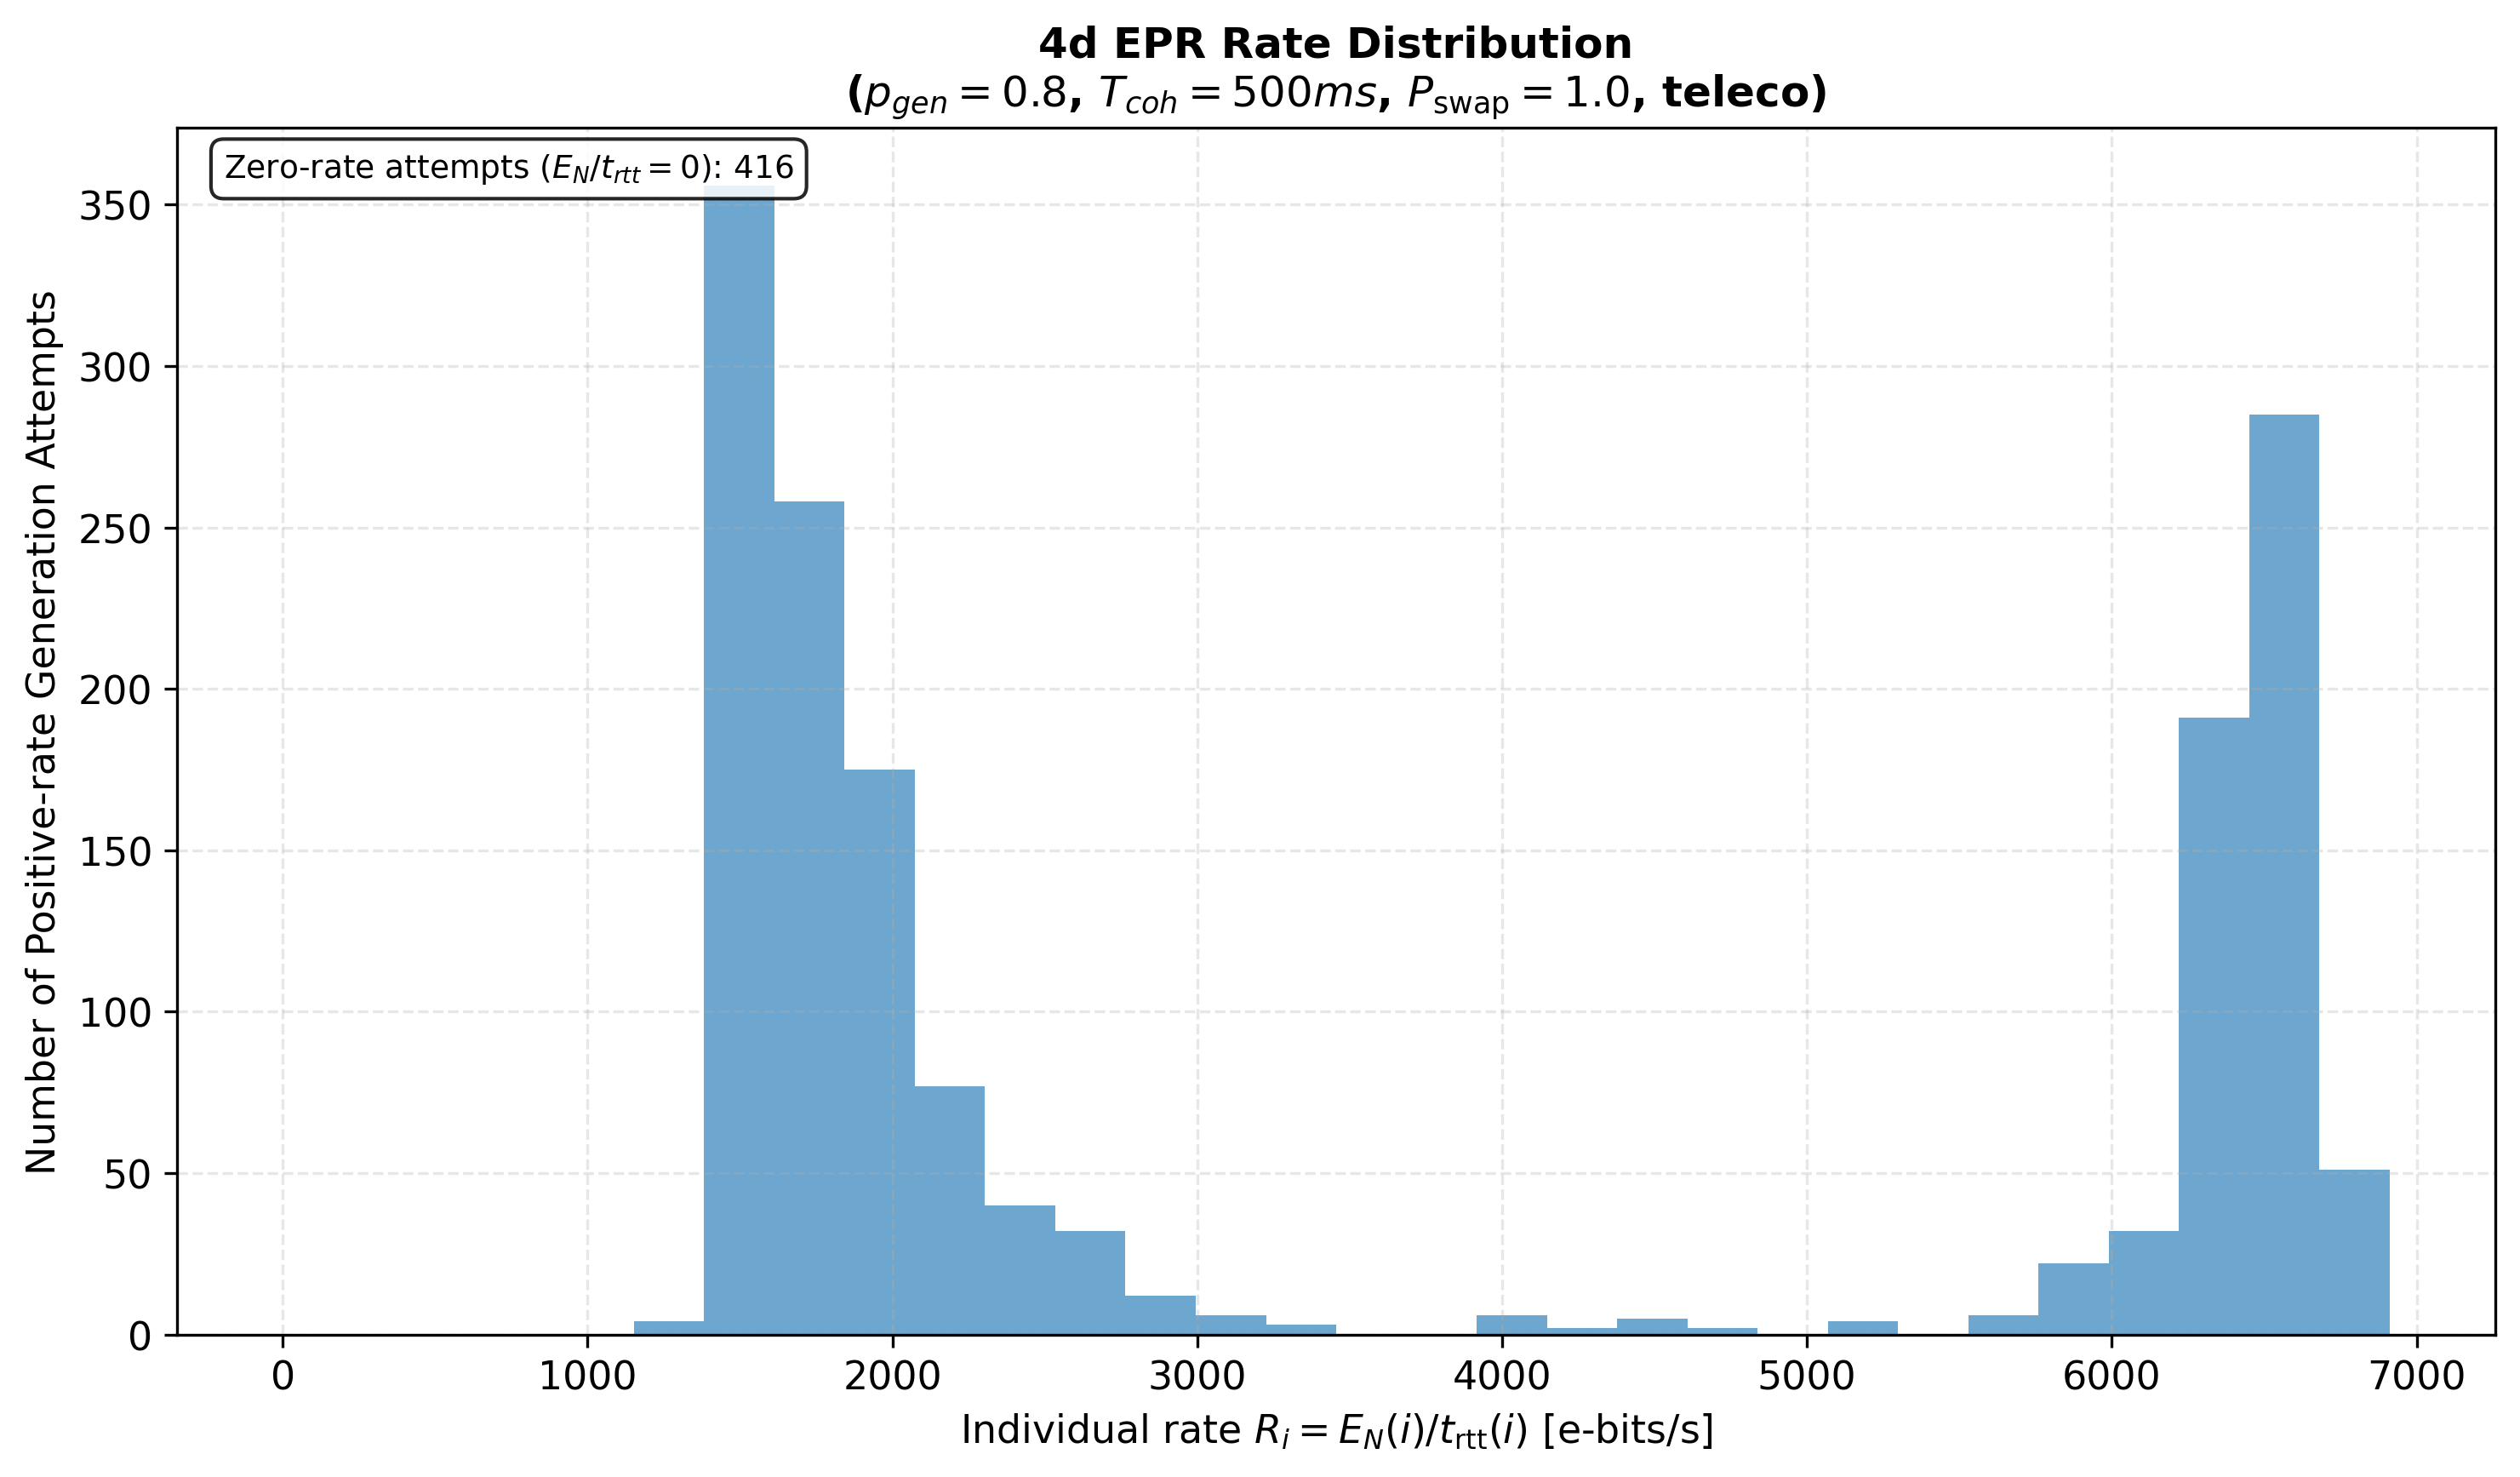 4d EPR Rate Distribution
(p_gen = 0.8, T_coh = 500ms, P_swap = 1.0, teleco)
Zero-rate attempts (E_N/t_rtt = 0): 416
Number of Positive-rate Generation Attempts
350
300
250
200
150
100
50
0
0 1000 2000 3000 4000 5000 6000 7000
Individual rate R_i = E_N(i)/t_rtt(i) [e-bits/s]